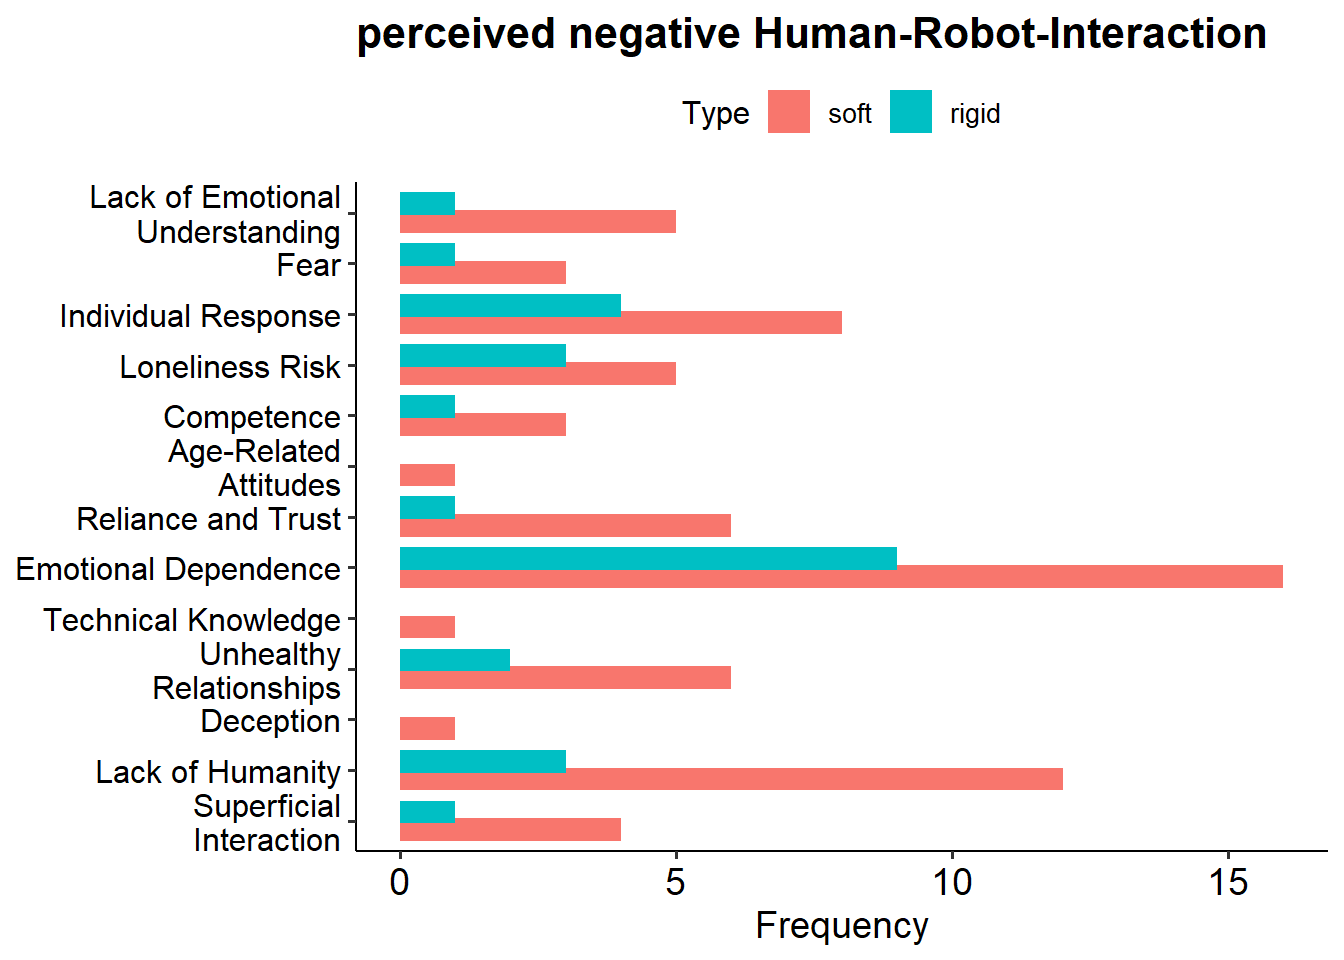 perceived negative Human-Robot-Interaction
Type soft rigid
Lack of Emotional
Understanding
Fear
Individual Response
Loneliness Risk
Competence
Age-Related
Attitudes
Reliance and Trust
Emotional Dependence
Technical Knowledge
Unhealthy
Relationships
Deception
Lack of Humanity
Superficial
Interaction
0 5 10 15
Frequency